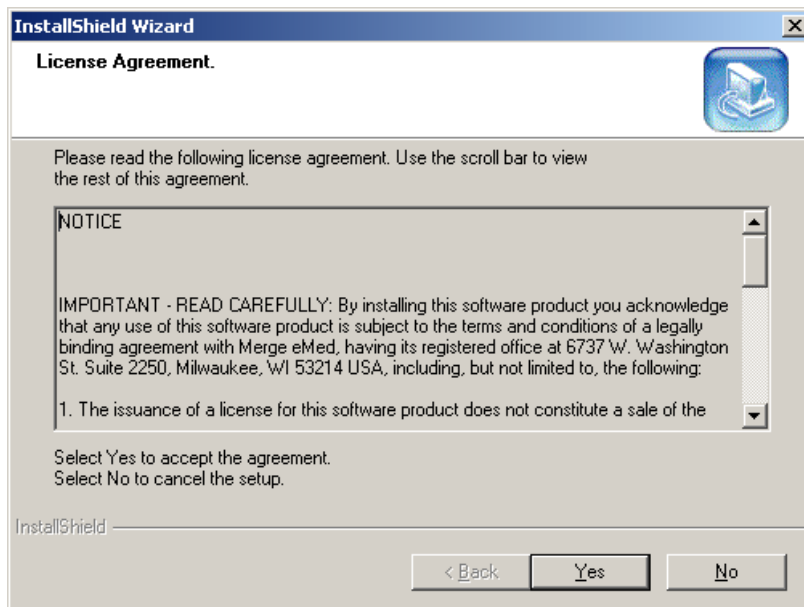 InstallShield Wizard
License Agreement.
Please read the following license agreement. Use the scroll bar to view
the rest of this agreement.
NOTICE
IMPORTANT - READ CAREFULLY: By installing this software product you acknowledge
that any use of this software product is subject to the terms and conditions of a legally
binding agreement with Merge eMed, having its registered office at 6737 W. Washington
St. Suite 2250, Milwaukee, WI 53214 USA, including, but not limited to, the following:
1. The issuance of a license for this software product does not constitute a sale of the
Select Yes to accept the agreement.
Select No to cancel the setup.
InstallShield
< Back Yes No